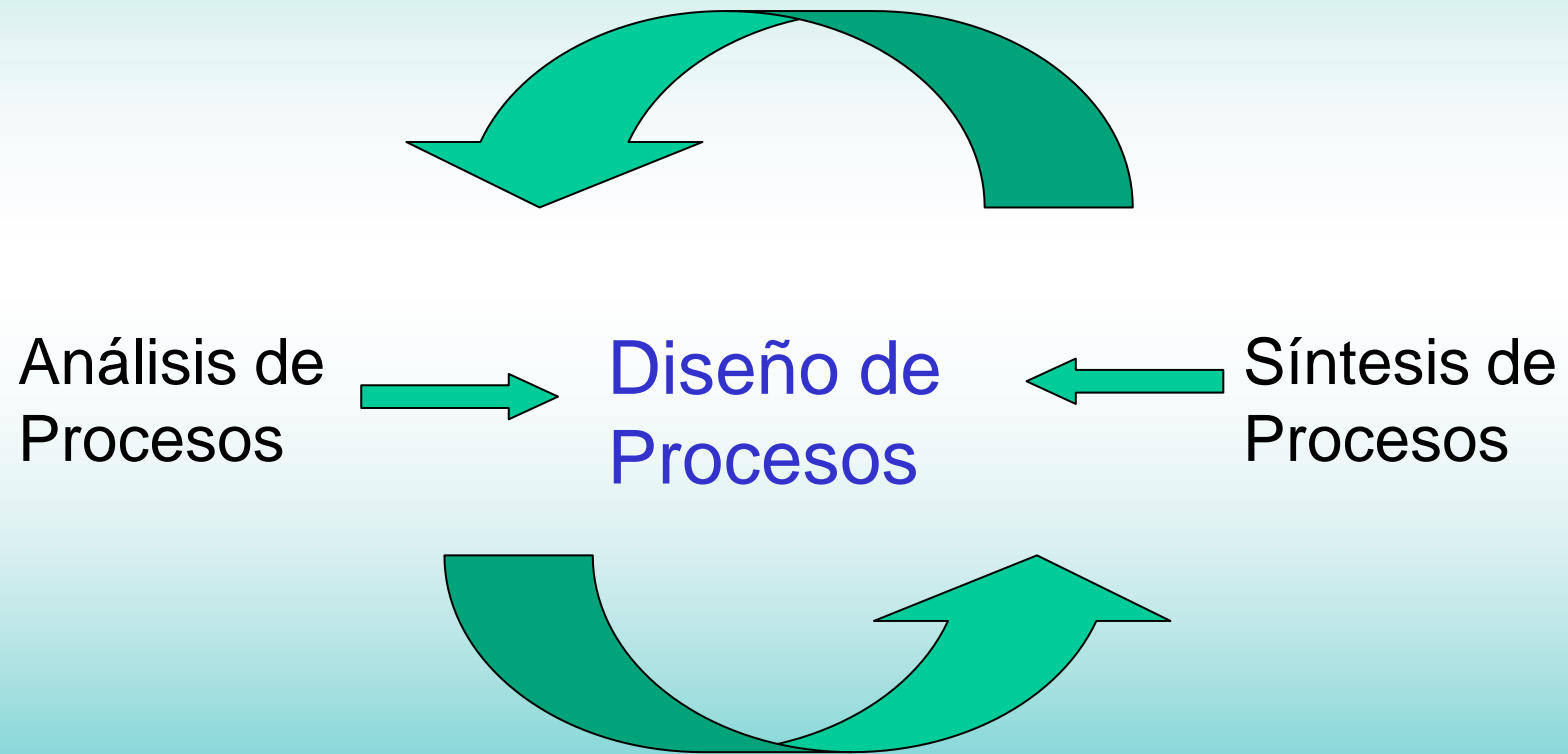 Análisis de
Procesos
Diseño de
Procesos
Síntesis de
Procesos